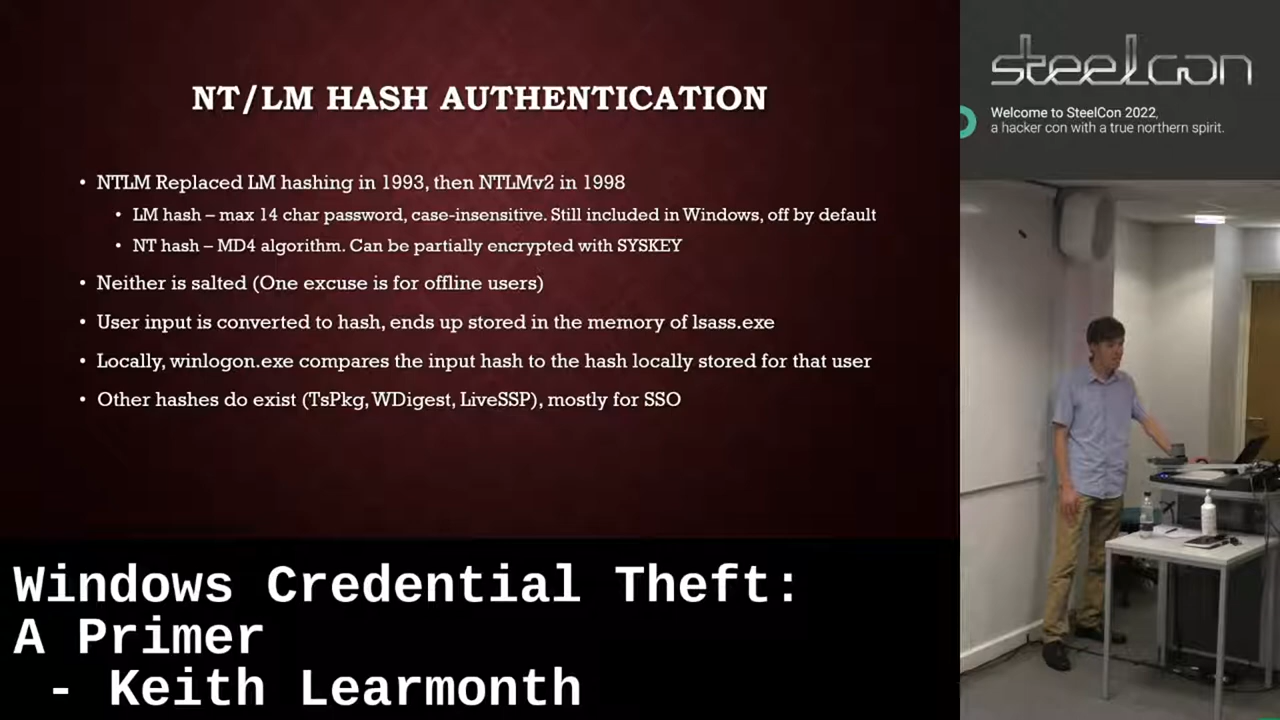 NT/LM HASH AUTHENTICATION
• NTLM Replaced LM hashing in 1993, then NTLMv2 in 1998
• LM hash – max 14 char password, case-insensitive. Still included in Windows, off by default
• NT hash – MD4 algorithm. Can be partially encrypted with SYSKEY
• Neither is salted (One excuse is for offline users)
• User input is converted to hash, ends up stored in the memory of lsass.exe
• Locally, winlogon.exe compares the input hash to the hash locally stored for that user
• Other hashes do exist (TsPkg, WDigest, LiveSSP), mostly for SSO
steelcon
Welcome to SteelCon 2022,
a hacker con with a true northern spirit.
Windows Credential Theft:
A Primer
- Keith Learmonth